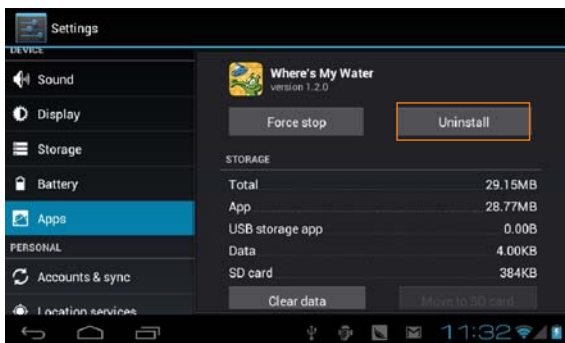 Settings
DEVICE
Sound
Display
Storage
Battery
Apps
PERSONAL
Accounts & sync
Location services
Where's My Water
version 1.2.0
Force stop
Uninstall
STORAGE
Total 29.15MB
App 28.77MB
USB storage app 0.00B
Data 4.00KB
SD card 384KB
Clear data
Move to SD card
11:32